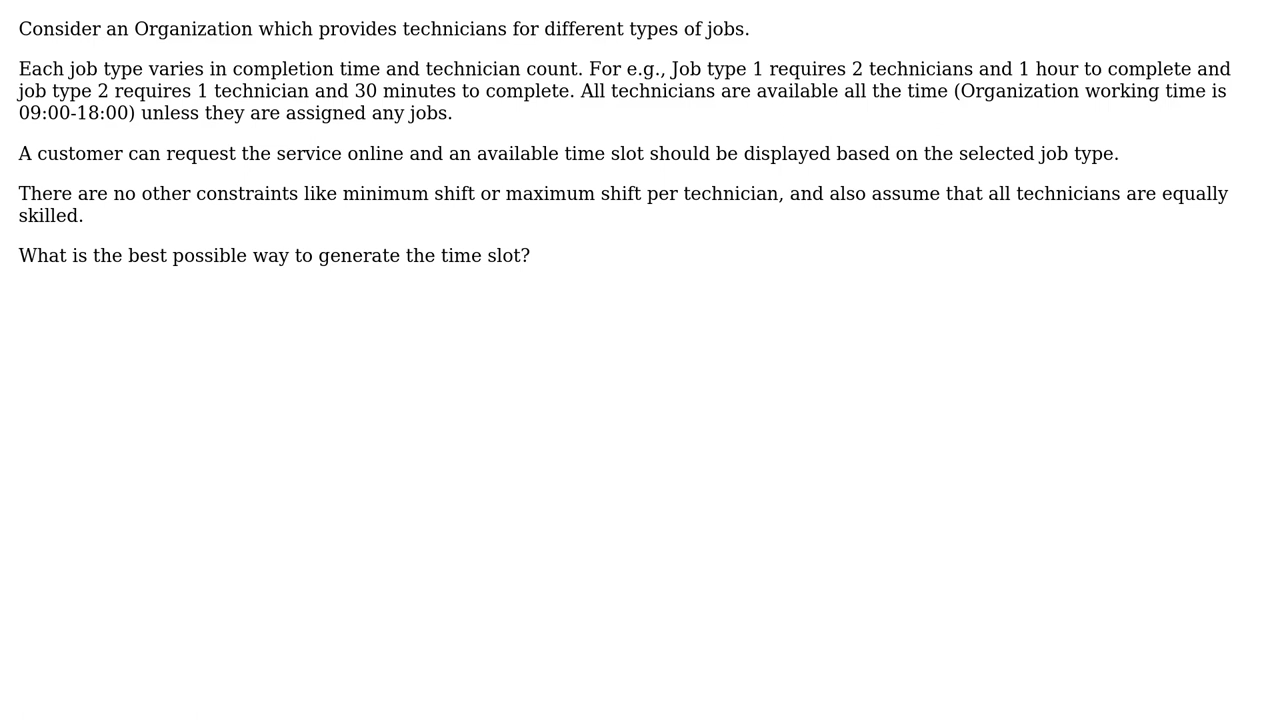 Consider an Organization which provides technicians for different types of jobs.
Each job type varies in completion time and technician count. For e.g., Job type 1 requires 2 technicians and 1 hour to complete and
job type 2 requires 1 technician and 30 minutes to complete. All technicians are available all the time (Organization working time is
09:00-18:00) unless they are assigned any jobs.
A customer can request the service online and an available time slot should be displayed based on the selected job type.
There are no other constraints like minimum shift or maximum shift per technician, and also assume that all technicians are equally
skilled.
What is the best possible way to generate the time slot?